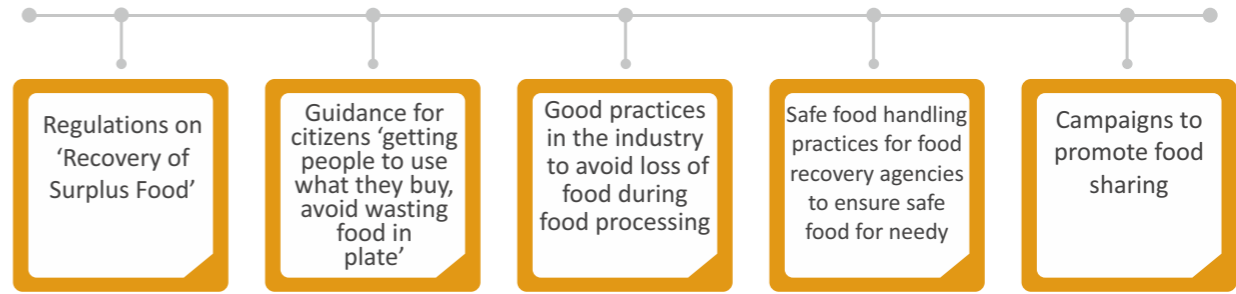 Regulations on
‘Recovery of
Surplus Food’
Guidance for
citizens ‘getting
people to use
what they buy,
avoid wasting
food in
plate’
Good practices
in the industry
to avoid loss of
food during
food processing
Safe food handling
practices for food
recovery agencies
to ensure safe
food for needy
Campaigns to
promote food
sharing